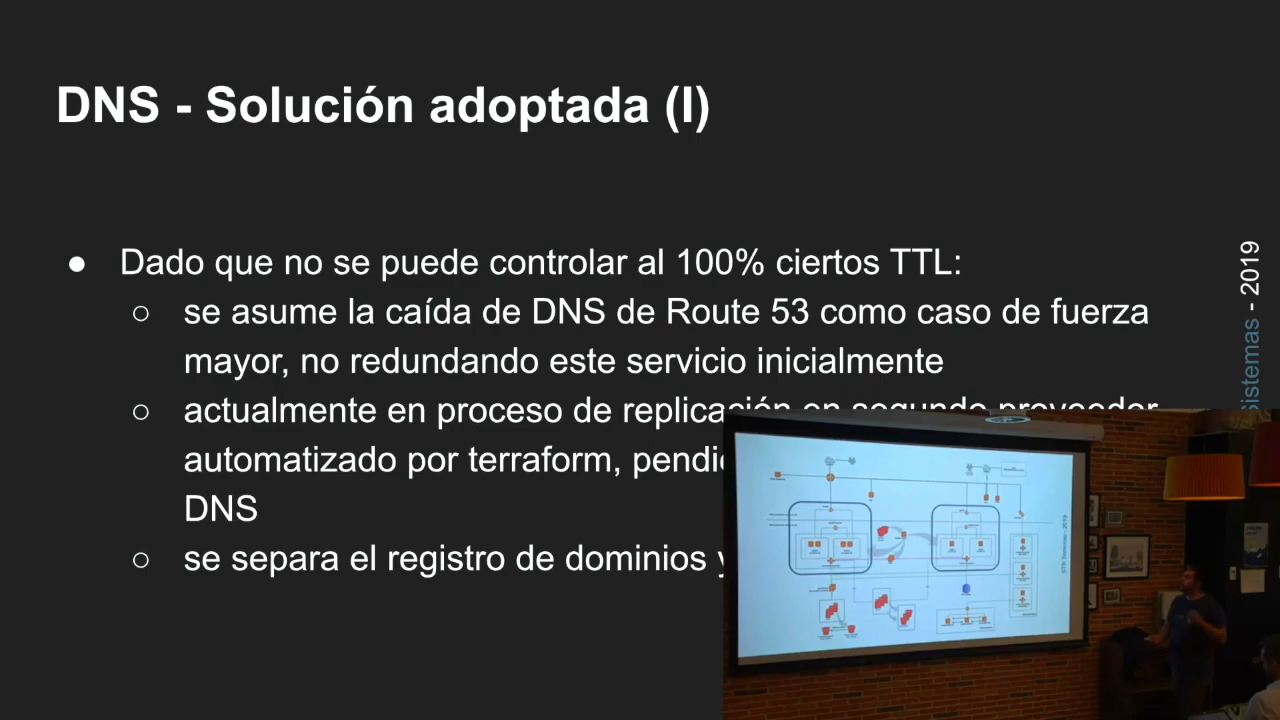 DNS - Solución adoptada (I)
● Dado que no se puede controlar al 100% ciertos TTL:
○ se asume la caída de DNS de Route 53 como caso de fuerza
mayor, no redundando este servicio inicialmente
○ actualmente en proceso de replicación en segundo proveedor
automatizado por terraform,
DNS
○ se separa el registro de dominios y
Sistemas - 2019